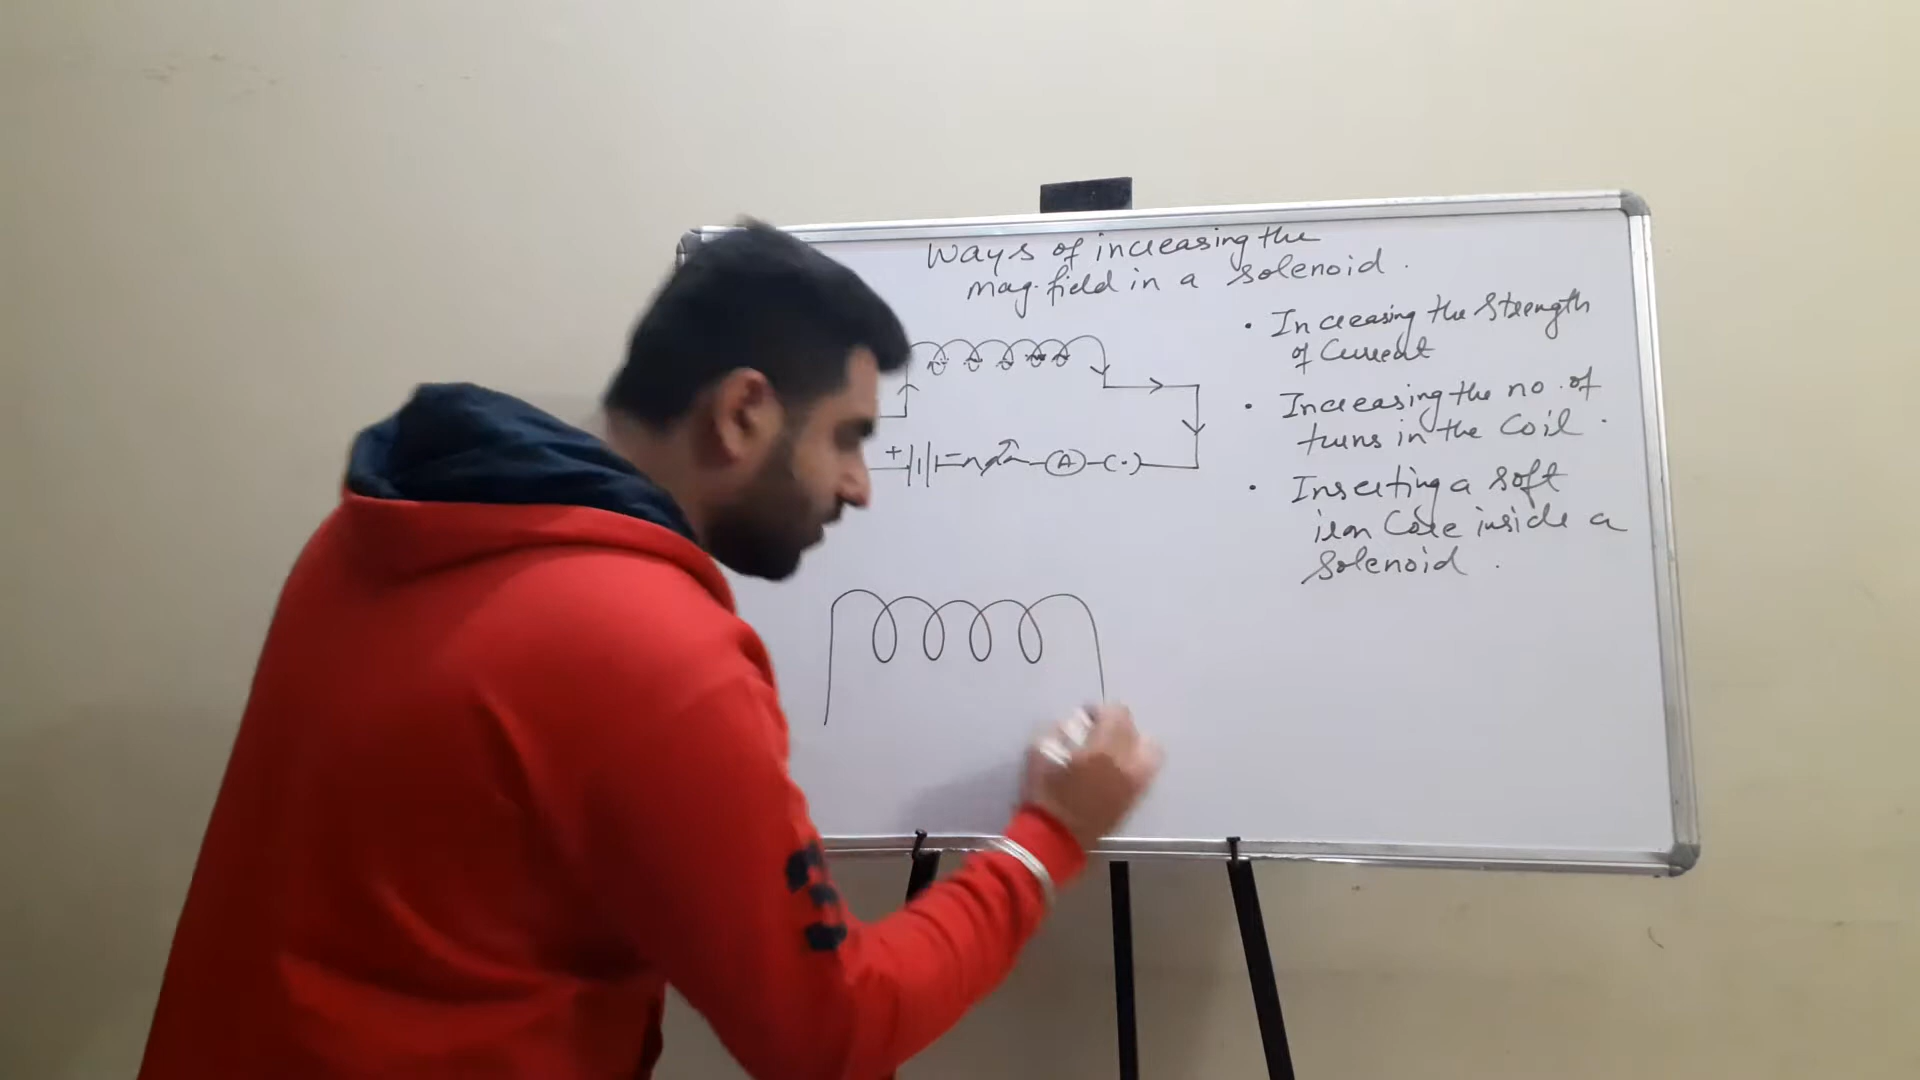 Ways of increasing the
mag. field in a solenoid.
• Increasing the strength
of current
• Increasing the no. of
turns in the Coil.
• Inserting a soft
iron Core inside a
solenoid.
+
A